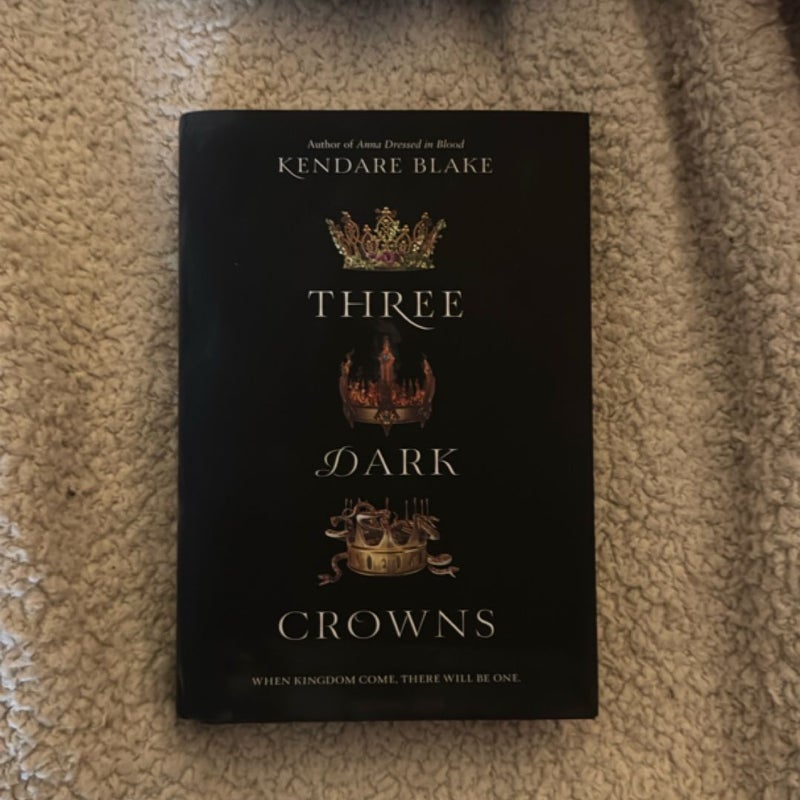 Author of Anna Dressed in Blood
KENDARE BLAKE
THREE
DARK
CROWNS
WHEN KINGDOM COME, THERE WILL BE ONE.